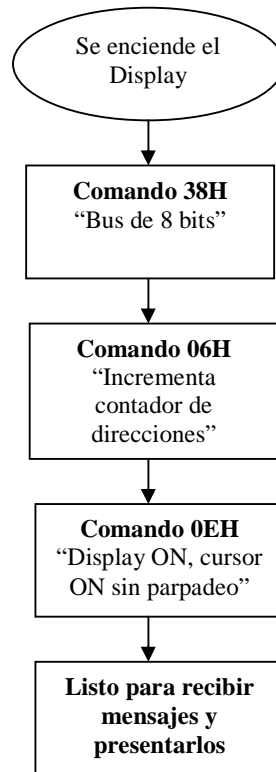 Se enciende el
Display
Comando 38H
“Bus de 8 bits”
Comando 06H
“Incrementa
contador de
direcciones”
Comando 0EH
“Display ON, cursor
ON sin parpadeo”
Listo para recibir
mensajes y
presentarlos